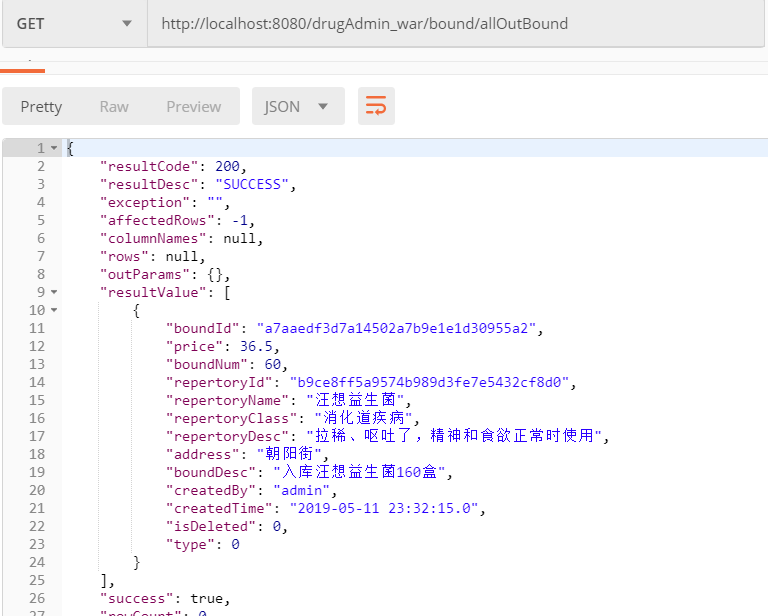 GET http://localhost:8080/drugAdmin_war/bound/allOutBound
Pretty Raw Preview JSON
1 {
2 "resultCode": 200,
3 "resultDesc": "SUCCESS",
4 "exception": "",
5 "affectedRows": -1,
6 "columnNames": null,
7 "rows": null,
8 "outParams": {},
9 "resultValue": [
10 {
11 "boundId": "a7aaedf3d7a14502a7b9e1e1d30955a2",
12 "price": 36.5,
13 "boundNum": 60,
14 "repertoryId": "b9ce8ff5a9574b989d3fe7e5432cf8d0",
15 "repertoryName": "汪想益生菌",
16 "repertoryClass": "消化道疾病",
17 "repertoryDesc": "拉稀、呕吐了，精神和食欲正常时使用",
18 "address": "朝阳街",
19 "boundDesc": "入库汪想益生菌160盒",
20 "createdBy": "admin",
21 "createdTime": "2019-05-11 23:32:15.0",
22 "isDeleted": 0,
23 "type": 0
24 }
25 ],
26 "success": true,
27 "rowCount": 0